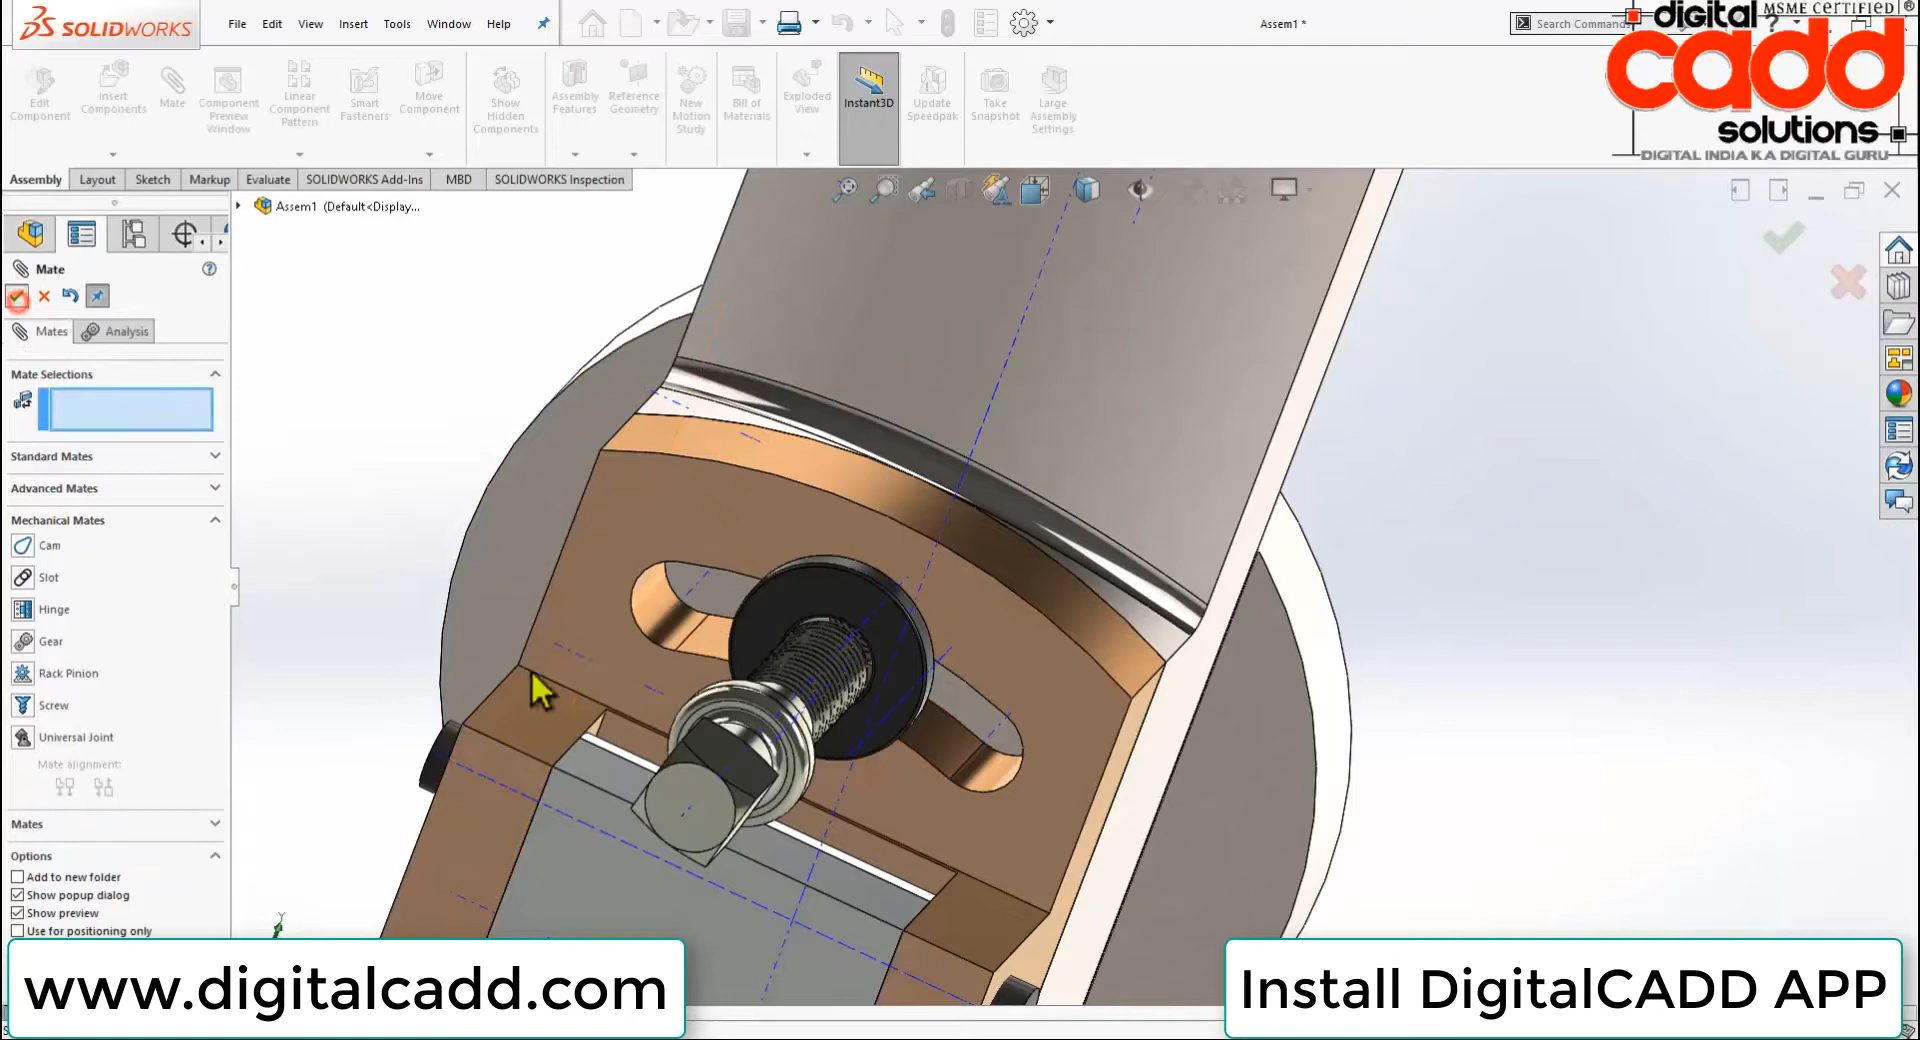 SOLIDWORKS
File Edit View Insert Tools Window Help
Assem1 *
Search Commands
MSME CERTIFIED
®
digital
cadd
solutions
DIGITAL INDIA KA DIGITAL GURU
Edit Component
Insert Components
Mate
Component Preview Window
Linear Component Pattern
Smart Fasteners
Move Component
Show Hidden Components
Assembly Features
Reference Geometry
New Motion Study
Bill of Materials
Exploded View
Instant3D
Update Speedpak
Take Snapshot
Large Assembly Settings
Assembly Layout Sketch Markup Evaluate SOLIDWORKS Add-Ins MBD SOLIDWORKS Inspection
Assem1 (Default<Display...
Mate
Mates Analysis
Mate Selections
Standard Mates
Advanced Mates
Mechanical Mates
Cam
Slot
Hinge
Gear
Rack Pinion
Screw
Universal Joint
Mate alignment:
Mates
Options
Add to new folder
Show popup dialog
Show preview
Use for positioning only
Y
www.digitalcadd.com
Install DigitalCADD APP